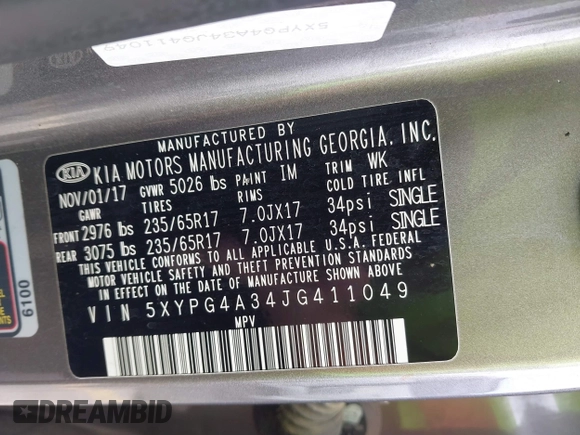 5XYPG4A34JG411049
KIA
MANUFACTURED BY
KIA MOTORS MANUFACTURING GEORGIA, INC.
NOV/01/17 GVWR 5026 lbs PAINT IM TRIM WK
GAWR TIRES RIMS COLD TIRE INFL
FRONT 2976 lbs 235/65R17 7.0JX17 34psi SINGLE
REAR 3075 lbs 235/65R17 7.0JX17 34psi SINGLE
THIS VEHICLE CONFORMS TO ALL APPLICABLE U.S.A. FEDERAL
MOTOR VEHICLE SAFETY AND THEFT PREVENTION STANDARDS
IN EFFECT ON THE DATE OF MANUFACTURE SHOWN ABOVE.
VIN 5XYPG4A34JG411049
MPV
6100
DREAMBID